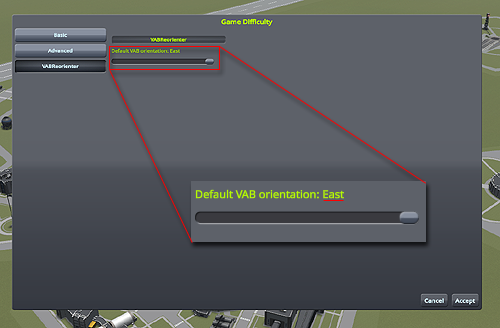 Game Difficulty
Basic
Advanced
VABReorienter
VABReorienter
Default VAB orientation: East
Default VAB orientation: East
Cancel
Accept